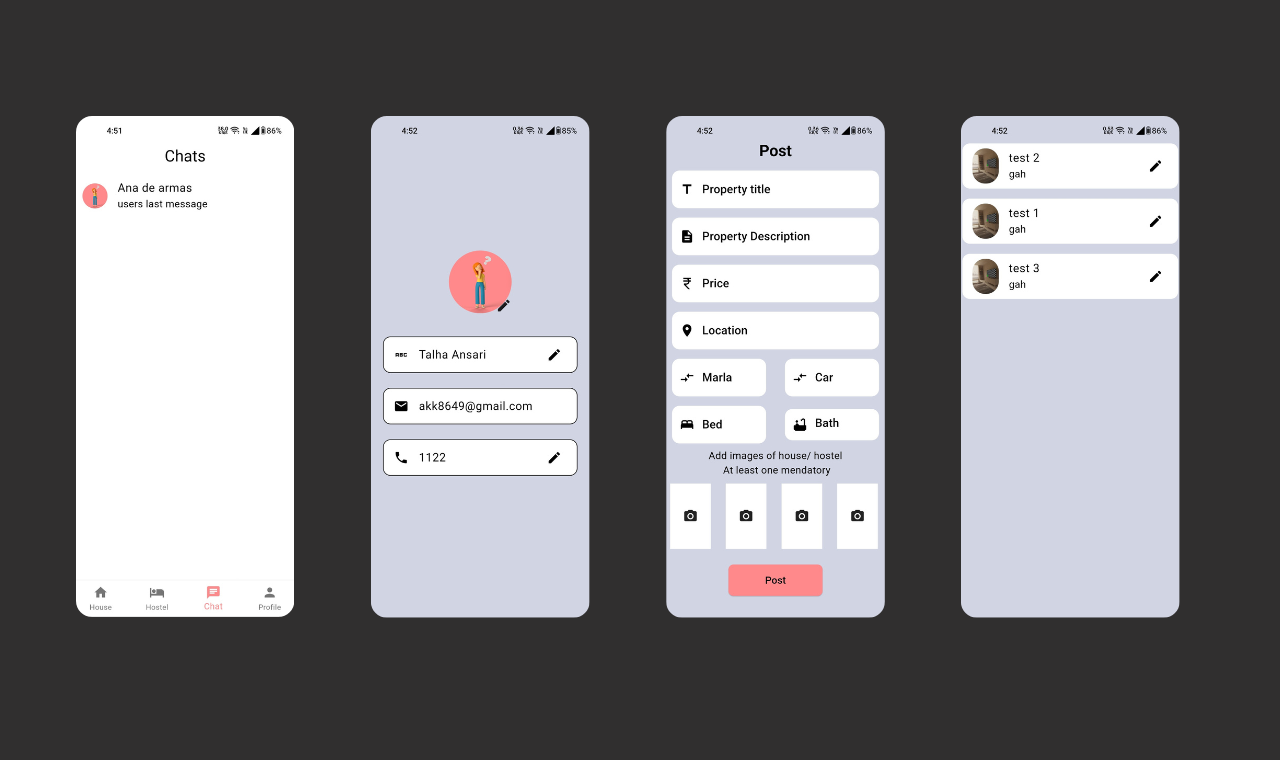 4:51
86%
Chats
Ana de armas
users last message
House
Hostel
Chat
Profile
4:52
85%
ABC
Talha Ansari
akk8649@gmail.com
1122
4:52
86%
Post
Property title
Property Description
Price
Location
Marla
Car
Bed
Bath
Add images of house/ hostel
At least one mendatory
Post
4:52
86%
test 2
gah
test 1
gah
test 3
gah